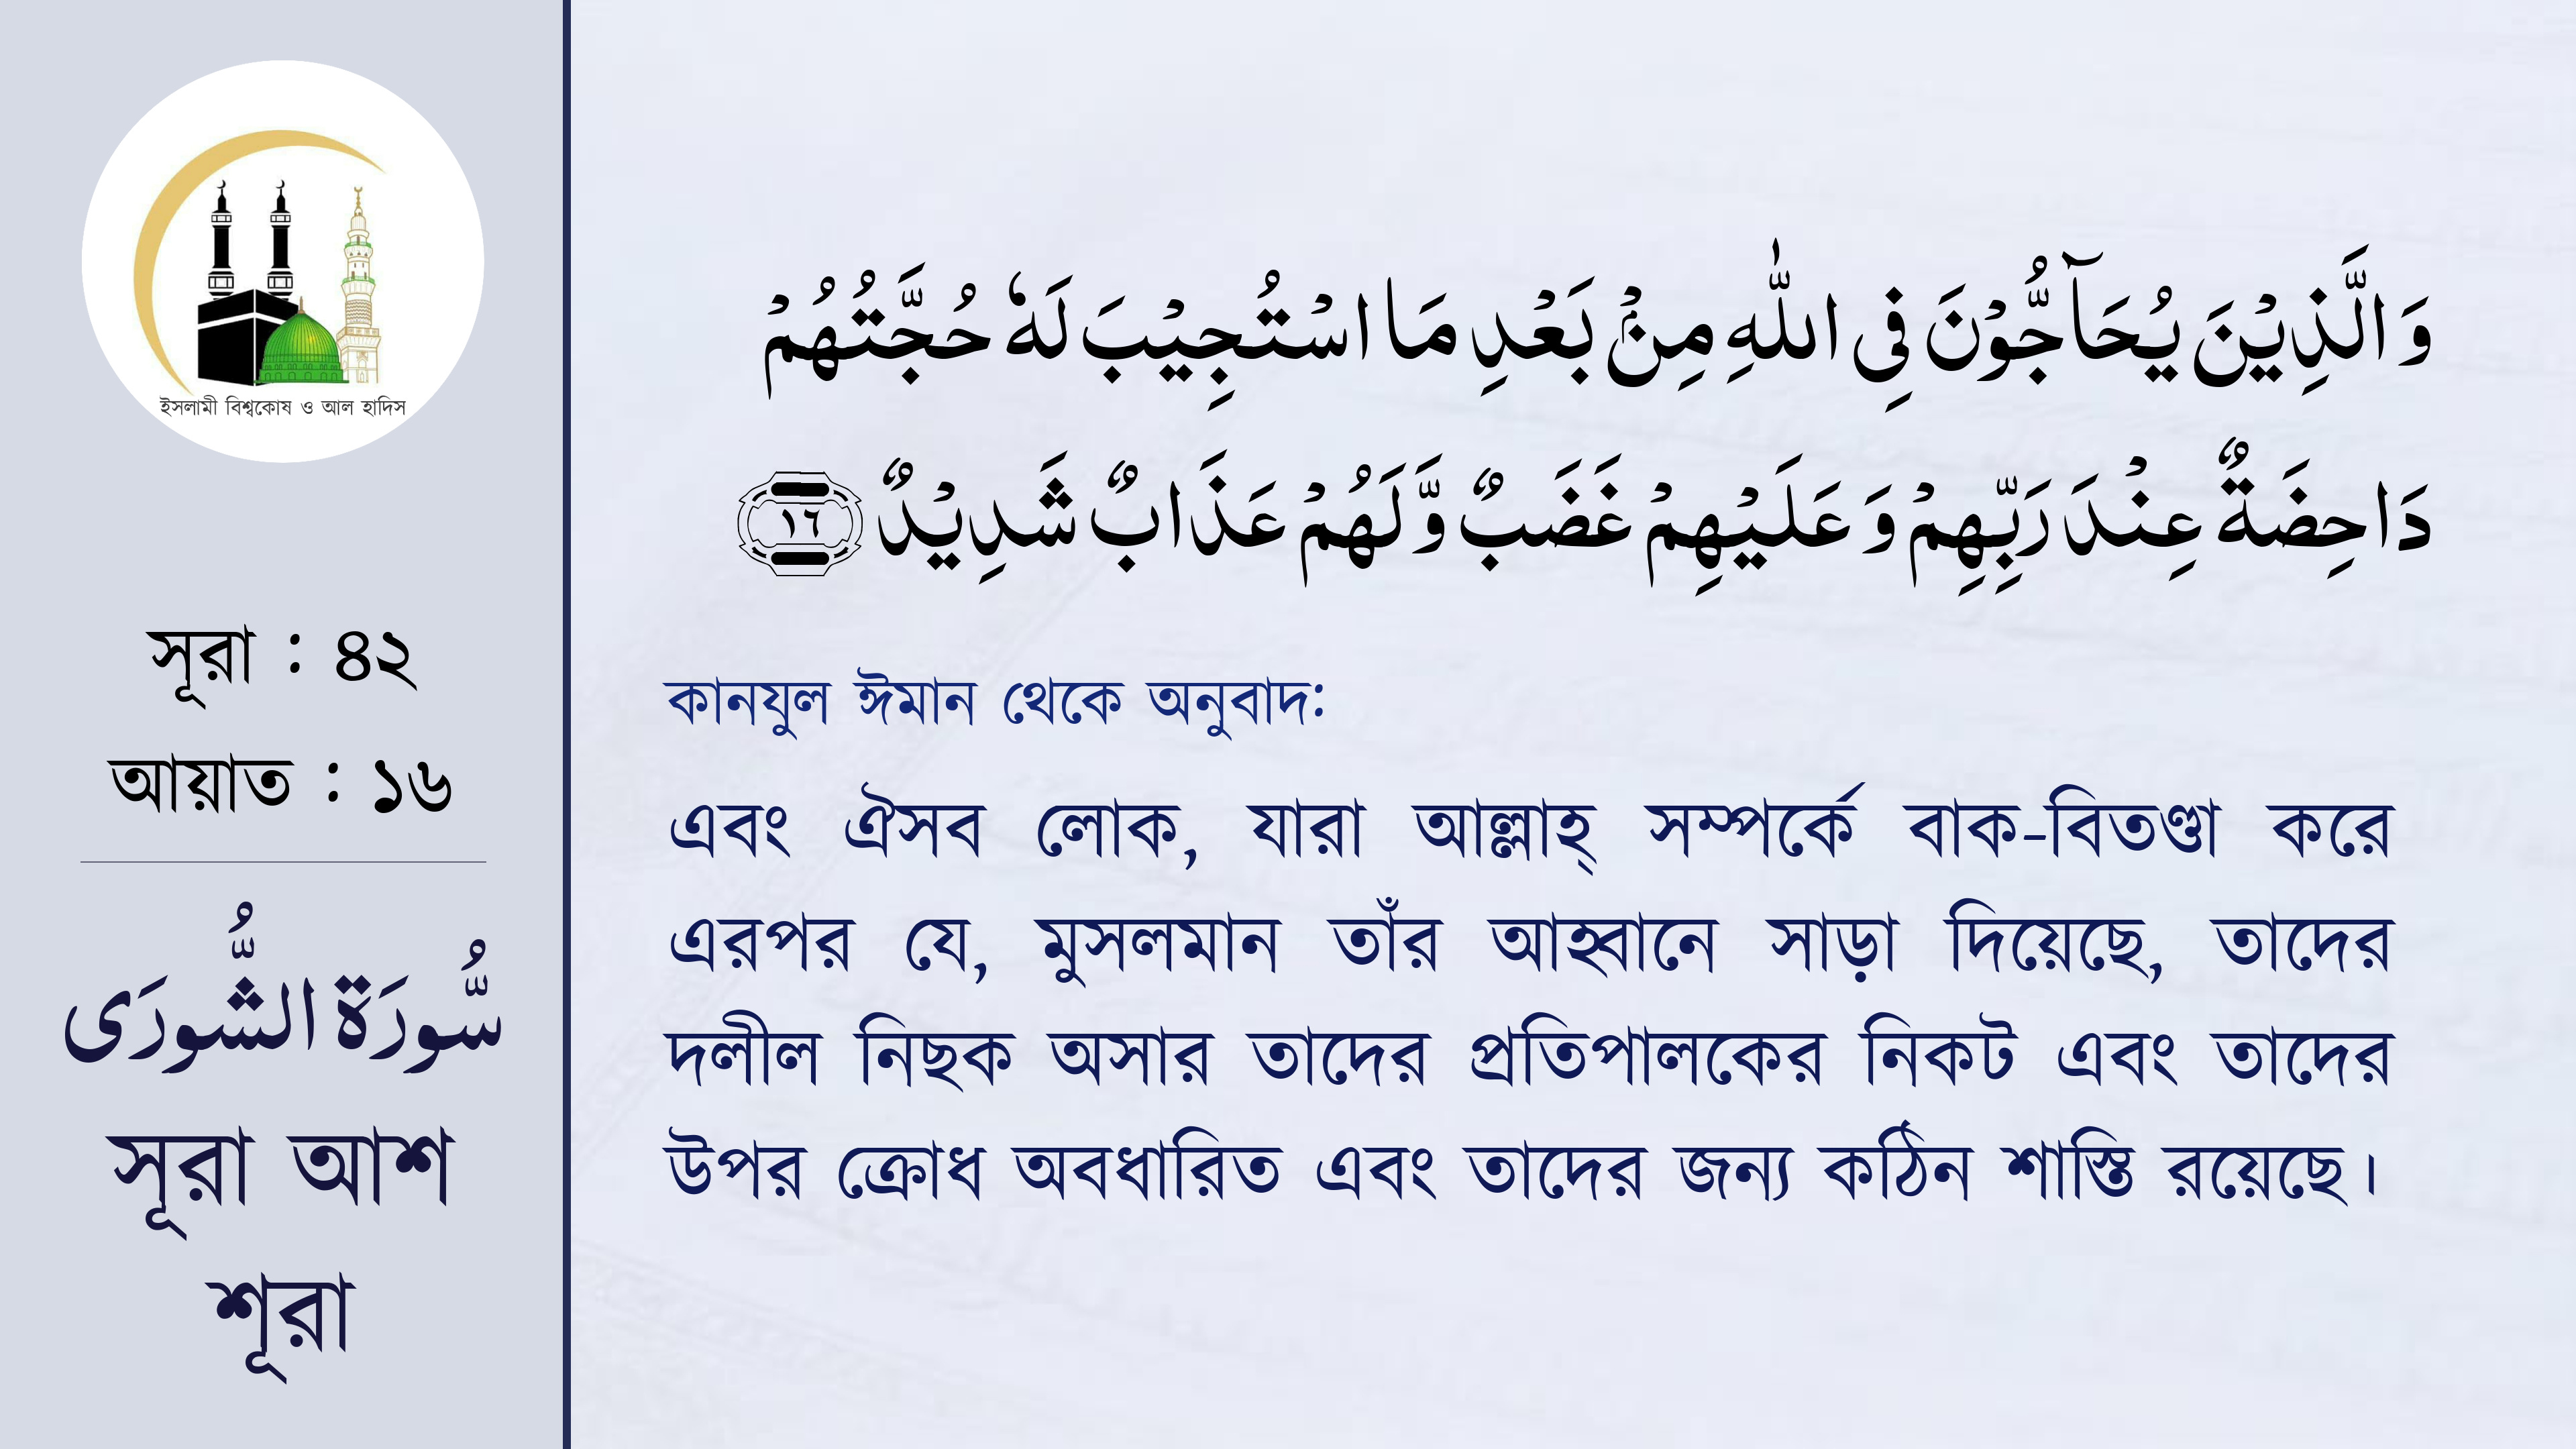 ইসলামী বিশ্বকোষ ও আল হাদিস
সূরা : ৪২
আয়াত : ১৬
سُّورَة الشُّورَى
সূরা আশ
শূরা
وَ الَّذِیْنَ یُحَآجُّوْنَ فِی اللّٰهِ مِنْۢ بَعْدِ مَا اسْتُجِیْبَ لَهٗ حُجَّتُهُمْ
دَاحِضَةٌ عِنْدَ رَبِّهِمْ وَ عَلَیْهِمْ غَضَبٌ وَّ لَهُمْ عَذَابٌ شَدِیْدٌ ۝١٦
কানযুল ঈমান থেকে অনুবাদ:
এবং ঐসব লোক, যারা আল্লাহ্ সম্পর্কে বাক-বিতণ্ডা করে
এরপর যে, মুসলমান তাঁর আহ্বানে সাড়া দিয়েছে, তাদের
দলীল নিছক অসার তাদের প্রতিপালকের নিকট এবং তাদের
উপর ক্রোধ অবধারিত এবং তাদের জন্য কঠিন শাস্তি রয়েছে।